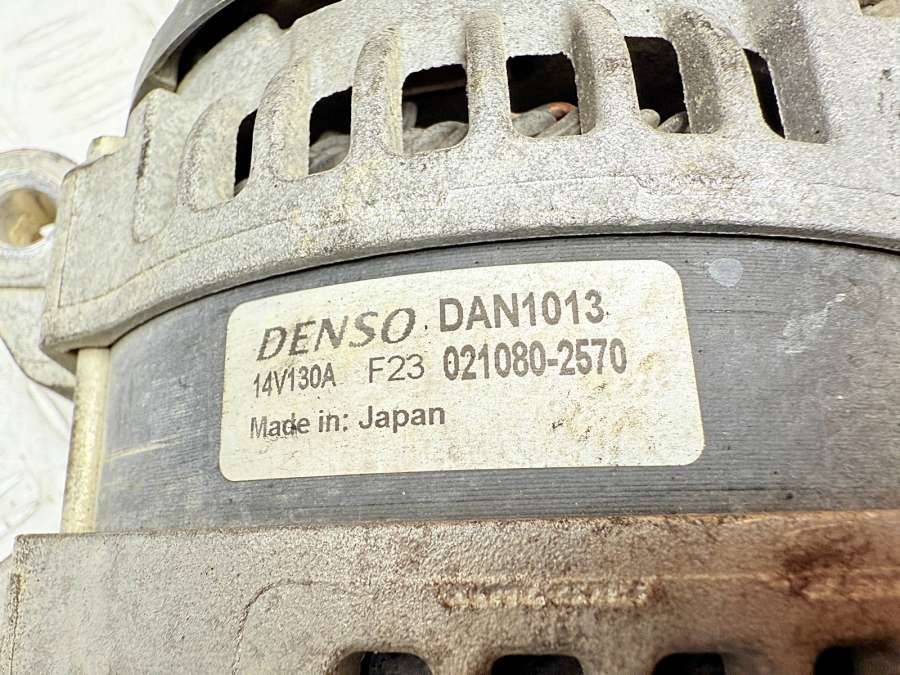 DENSO DAN1013
14V130A F23 021080-2570
Made in: Japan